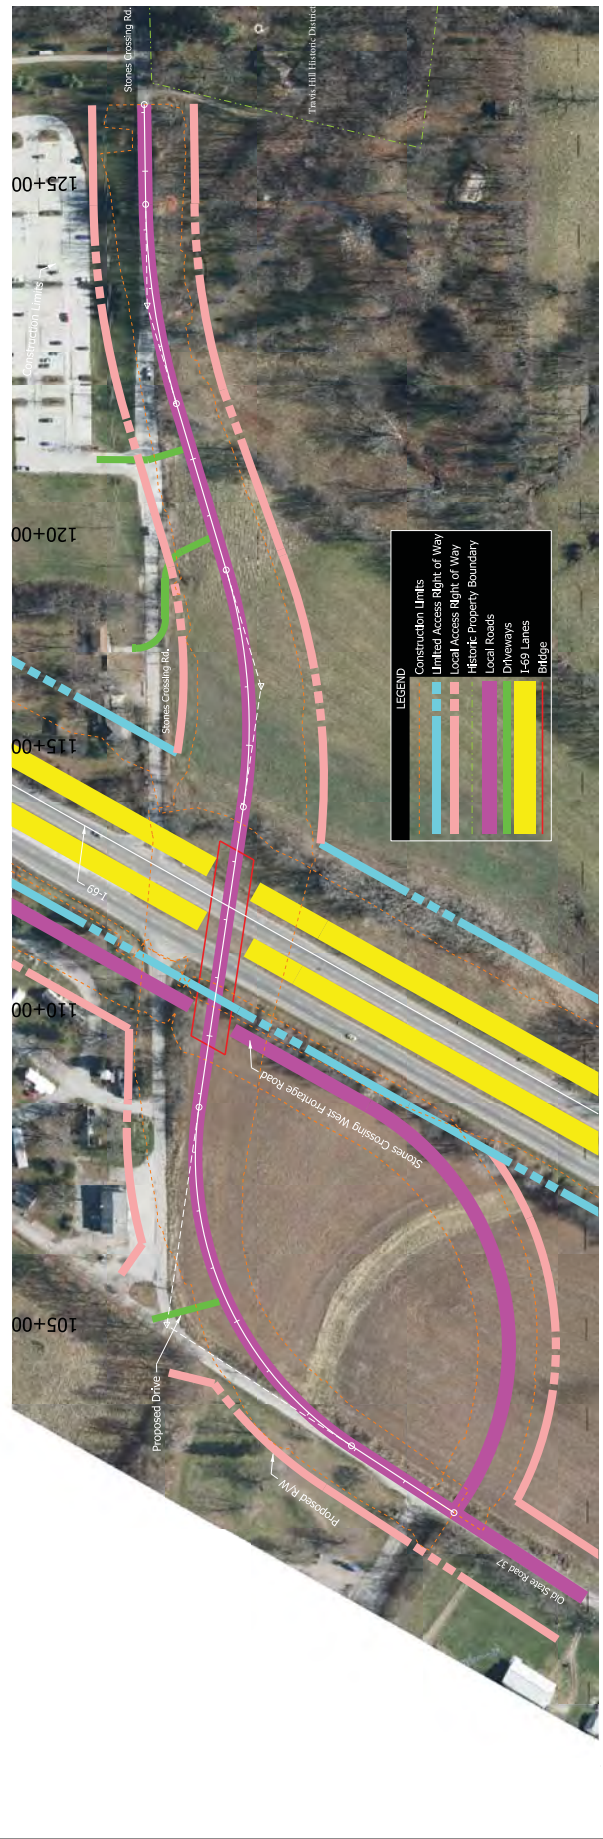 Stones Crossing Rd.
Travis Hill Historic District
125+00
Construction Limits
120+00
Stones Crossing Rd.
115+00
I-69
110+00
Stones Crossing West Frontage Road
105+00
Proposed Drive
Proposed R/W
Old State Road 37
LEGEND
Construction Limits
Limited Access Right of Way
Local Access Right of Way
Historic Property Boundary
Local Roads
Driveways
I-69 Lanes
Bridge